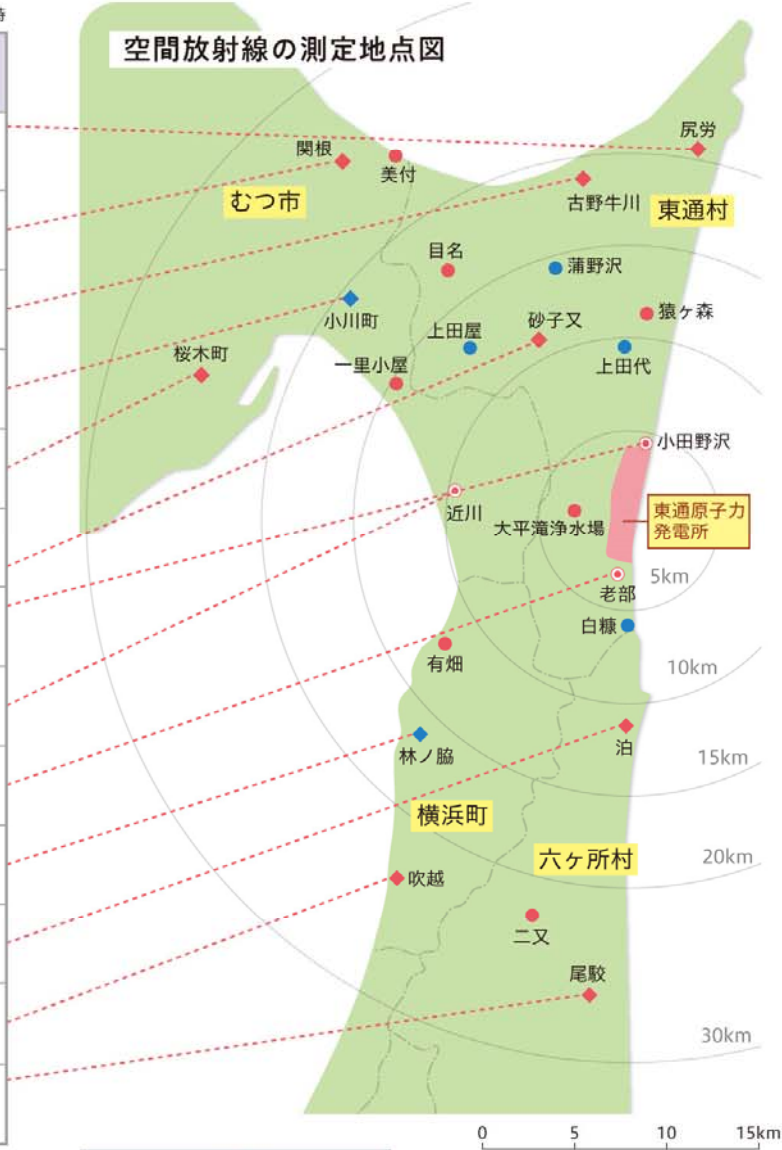 時
空間放射線の測定地点図
尻労
関根
美付
古野牛川
むつ市
東通村
目名
蒲野沢
小川町
猿ヶ森
砂子又
上田屋
桜木町
一里小屋
上田代
小田野沢
近川
大平滝浄水場
東通原子力
発電所
5km
老部
白糠
有畑
10km
泊
林ノ脇
15km
横浜町
六ヶ所村
20km
吹越
二又
尾駮
30km
0 5 10 15km